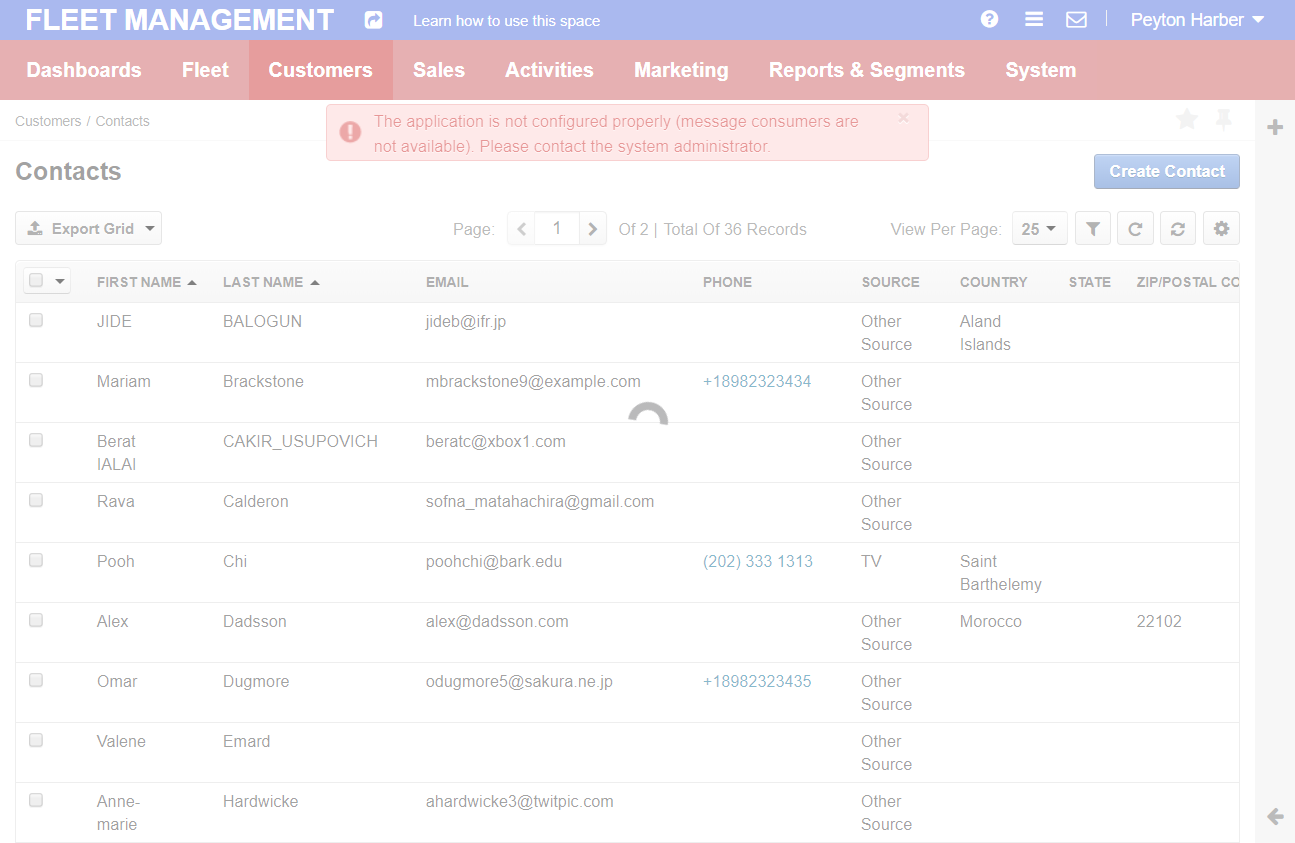 FLEET MANAGEMENT Learn how to use this space Peyton Harber
Dashboards Fleet Customers Sales Activities Marketing Reports & Segments System
Customers / Contacts
The application is not configured properly (message consumers are
not available). Please contact the system administrator.
Contacts Create Contact
Export Grid Page: 1 Of 2 | Total Of 36 Records View Per Page: 25
FIRST NAME LAST NAME EMAIL PHONE SOURCE COUNTRY STATE ZIP/POSTAL CO
JIDE BALOGUN jideb@ifr.jp Other Aland
Source Islands
Mariam Brackstone mbrackstone9@example.com +18982323434 Other
Source
Berat CAKIR_USUPOVICH beratc@xbox1.com Other
IALAI Source
Rava Calderon sofna_matahachira@gmail.com Other
Source
Pooh Chi poohchi@bark.edu (202) 333 1313 TV Saint
Barthelemy
Alex Dadsson alex@dadsson.com Other Morocco 22102
Source
Omar Dugmore odugmore5@sakura.ne.jp +18982323435 Other
Source
Valene Emard Other
Source
Anne- Hardwicke ahardwicke3@twitpic.com Other
marie Source